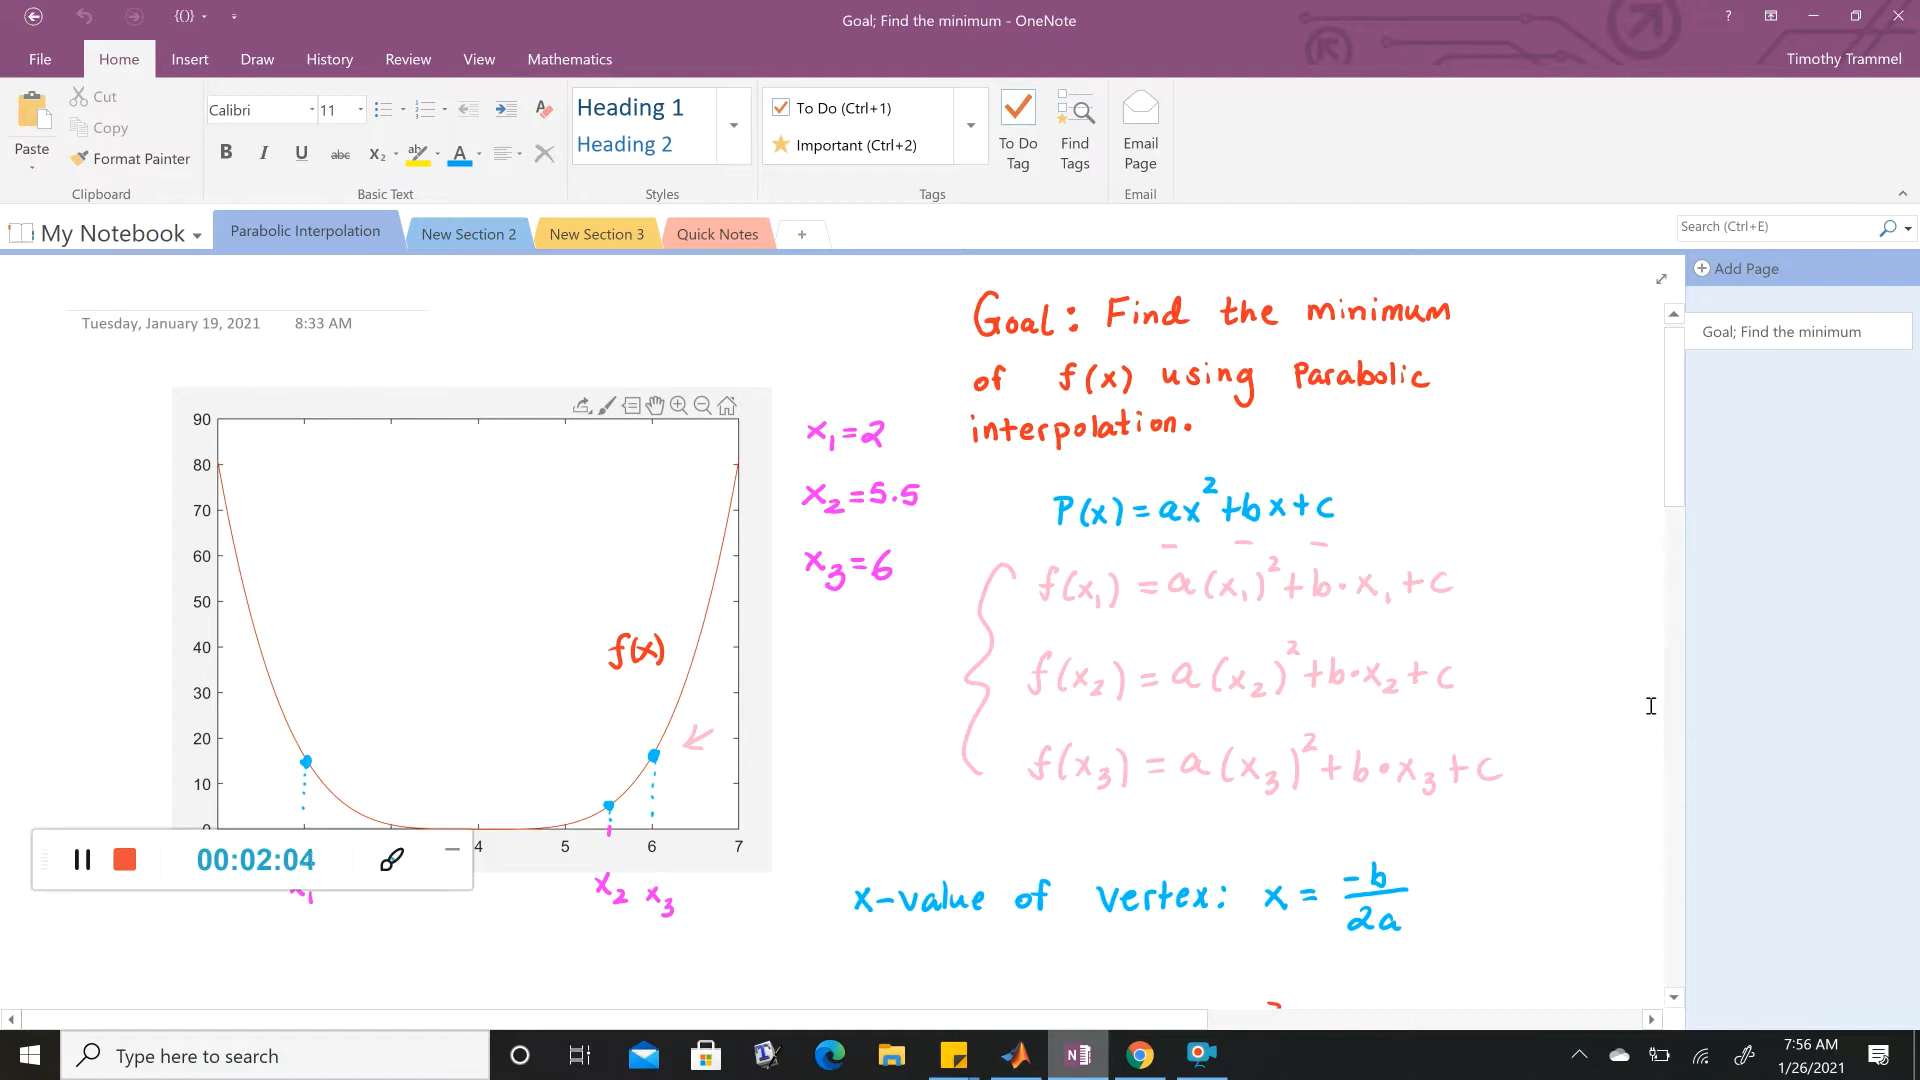 Goal; Find the minimum - OneNote
Timothy Trammel
File Home Insert Draw History Review View Mathematics
Paste
Cut
Copy
Format Painter
Clipboard
Calibri 11
B I U abc X₂ A
Basic Text
Heading 1
Heading 2
Styles
To Do (Ctrl+1)
Important (Ctrl+2)
Tags
To Do Tag
Find Tags
Email Page
Email
My Notebook
Parabolic Interpolation
New Section 2
New Section 3
Quick Notes
Search (Ctrl+E)
Add Page
Goal; Find the minimum
Tuesday, January 19, 2021 8:33 AM
Goal: Find the minimum
of f(x) using Parabolic
interpolation.
90
80
70
60
50
40
30
20
10
0
4 5 6 7
f(x)
x₁ x₂ x₃
x₁=2
x₂=5.5
x₃=6
P(x)=ax²+bx+c
f(x₁)=a(x₁)²+b·x₁+c
f(x₂)=a(x₂)²+b·x₂+c
f(x₃)=a(x₃)²+b·x₃+c
x-value of vertex: x = -b/2a
00:02:04
Type here to search
7:56 AM
1/26/2021